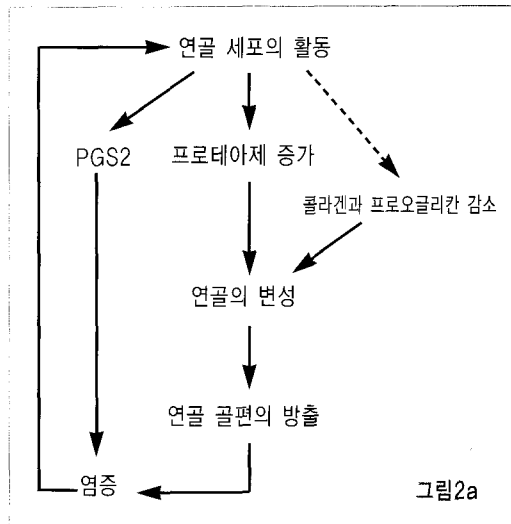 연골 세포의 활동
PGS2
프로테아제 증가
콜라겐과 프로오글리칸 감소
연골의 변성
연골 골편의 방출
염증
그림2a